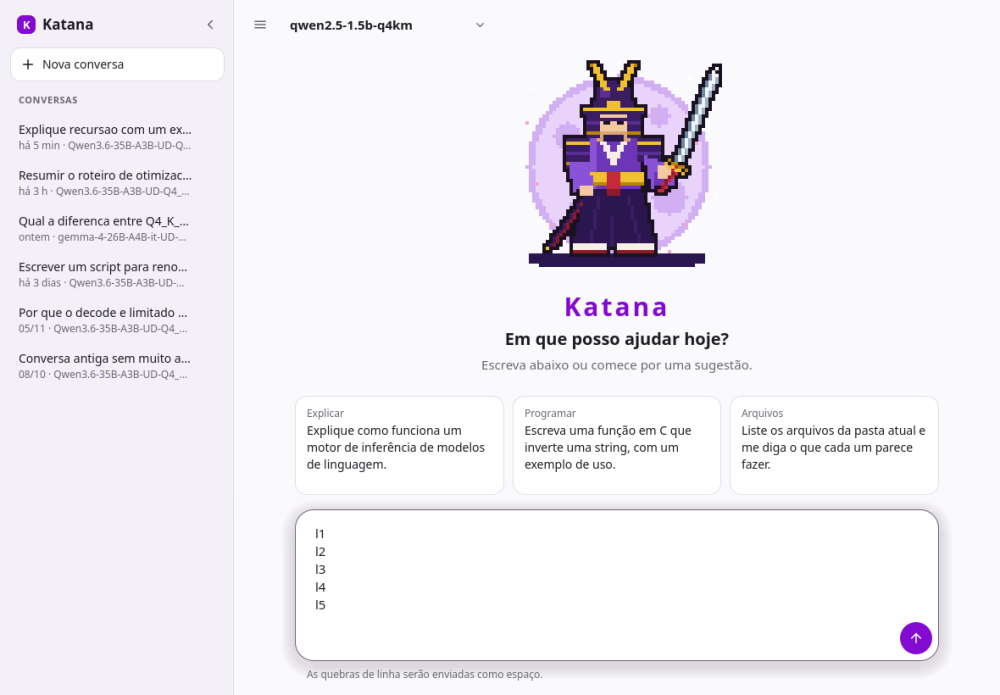 K Katana
Nova conversa
CONVERSAS
Explique recursao com um ex...
há 5 min · Qwen3.6-35B-A3B-UD-Q...
Resumir o roteiro de otimizac...
há 3 h · Qwen3.6-35B-A3B-UD-Q4_...
Qual a diferenca entre Q4_K_...
ontem · gemma-4-26B-A4B-it-UD-...
Escrever um script para reno...
há 3 dias · Qwen3.6-35B-A3B-UD-...
Por que o decode e limitado ...
05/11 · Qwen3.6-35B-A3B-UD-Q4_...
Conversa antiga sem muito a...
08/10 · Qwen3.6-35B-A3B-UD-Q4_...
qwen2.5-1.5b-q4km
Katana
Em que posso ajudar hoje?
Escreva abaixo ou comece por uma sugestão.
Explicar
Explique como funciona um
motor de inferência de modelos
de linguagem.
Programar
Escreva uma função em C que
inverte uma string, com um
exemplo de uso.
Arquivos
Liste os arquivos da pasta atual e
me diga o que cada um parece
fazer.
l1
l2
l3
l4
l5
As quebras de linha serão enviadas como espaço.